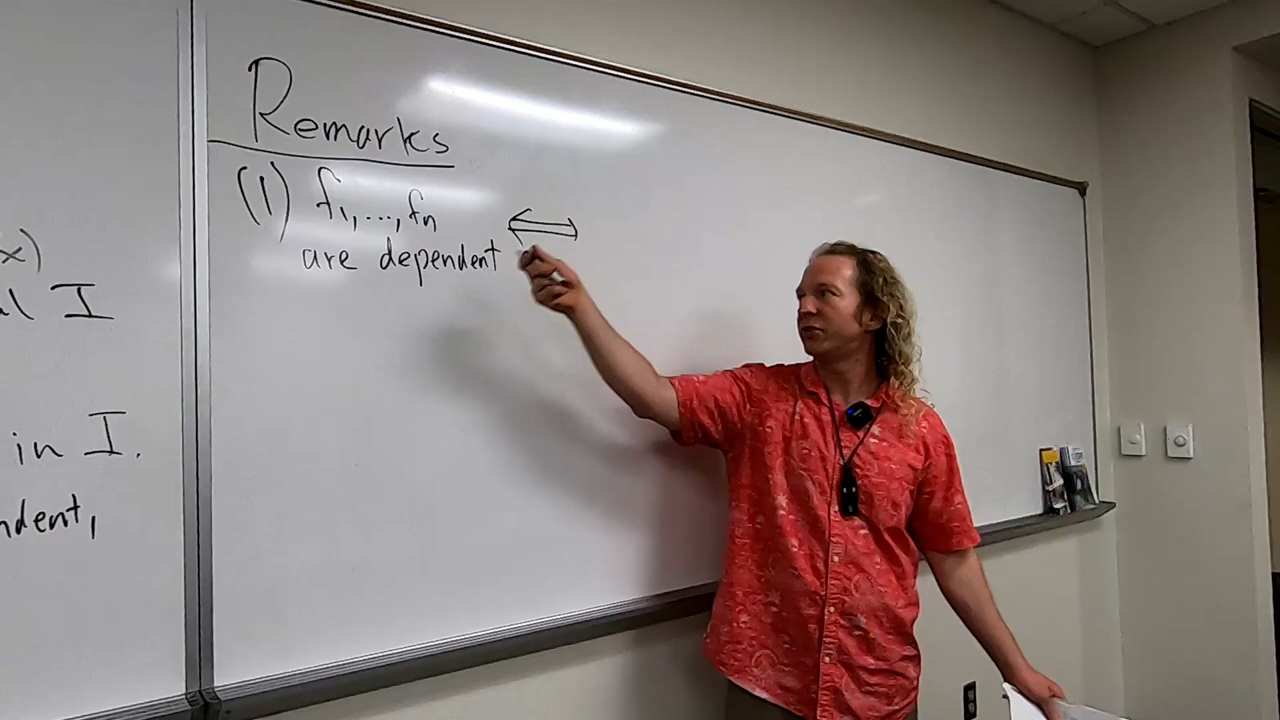 x)
I
in I.
ndent,
Remarks
(1) f₁,...,fₙ ⟺
are dependent